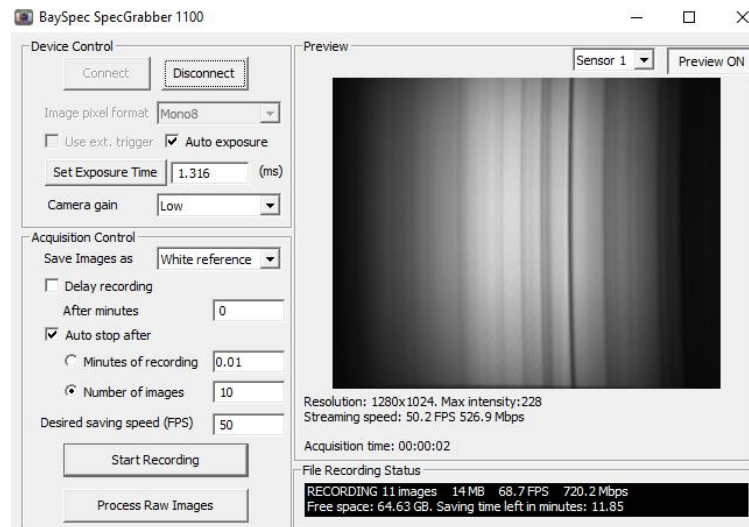 BaySpec SpecGrabber 1100
Device Control
Connect
Disconnect
Image pixel format Mono8
Use ext. trigger Auto exposure
Set Exposure Time 1.316 (ms)
Camera gain Low
Acquisition Control
Save Images as White reference
Delay recording
After minutes 0
Auto stop after
Minutes of recording 0.01
Number of images 10
Desired saving speed (FPS) 50
Start Recording
Process Raw Images
Preview
Sensor 1 Preview ON
Resolution: 1280x1024. Max intensity:228
Streaming speed: 50.2 FPS 526.9 Mbps
Acquisition time: 00:00:02
File Recording Status
RECORDING 11 images 14 MB 68.7 FPS 720.2 Mbps
Free space: 64.63 GB. Saving time left in minutes: 11.85